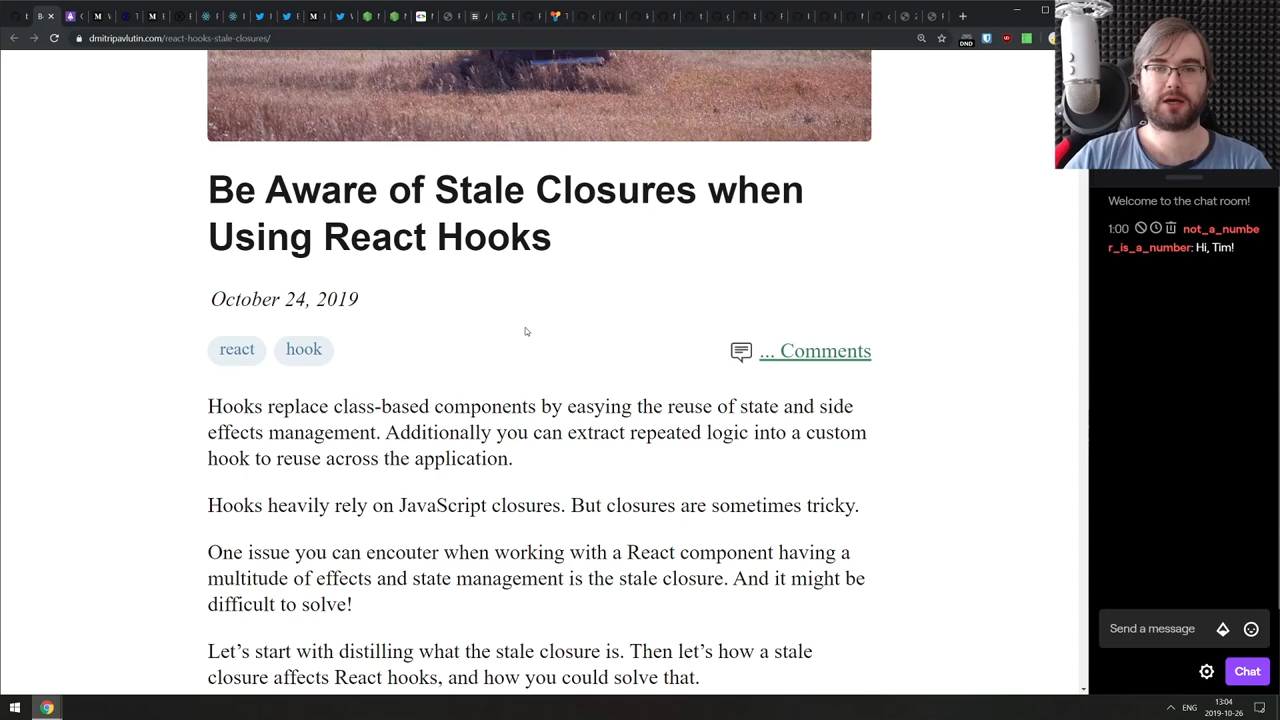 dmitripavlutin.com/react-hooks-stale-closures/
DND
Be Aware of Stale Closures when
Using React Hooks
October 24, 2019
react
hook
... Comments
Hooks replace class-based components by easying the reuse of state and side
effects management. Additionally you can extract repeated logic into a custom
hook to reuse across the application.
Hooks heavily rely on JavaScript closures. But closures are sometimes tricky.
One issue you can encouter when working with a React component having a
multitude of effects and state management is the stale closure. And it might be
difficult to solve!
Let’s start with distilling what the stale closure is. Then let’s how a stale
closure affects React hooks, and how you could solve that.
Welcome to the chat room!
1:00 not_a_numbe
r_is_a_number: Hi, Tim!
Send a message
Chat
ENG
13:04
2019-10-26